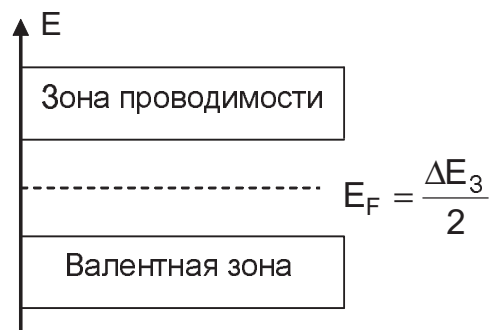 E
Зона проводимости
E_F = ΔE_З / 2
Валентная зона